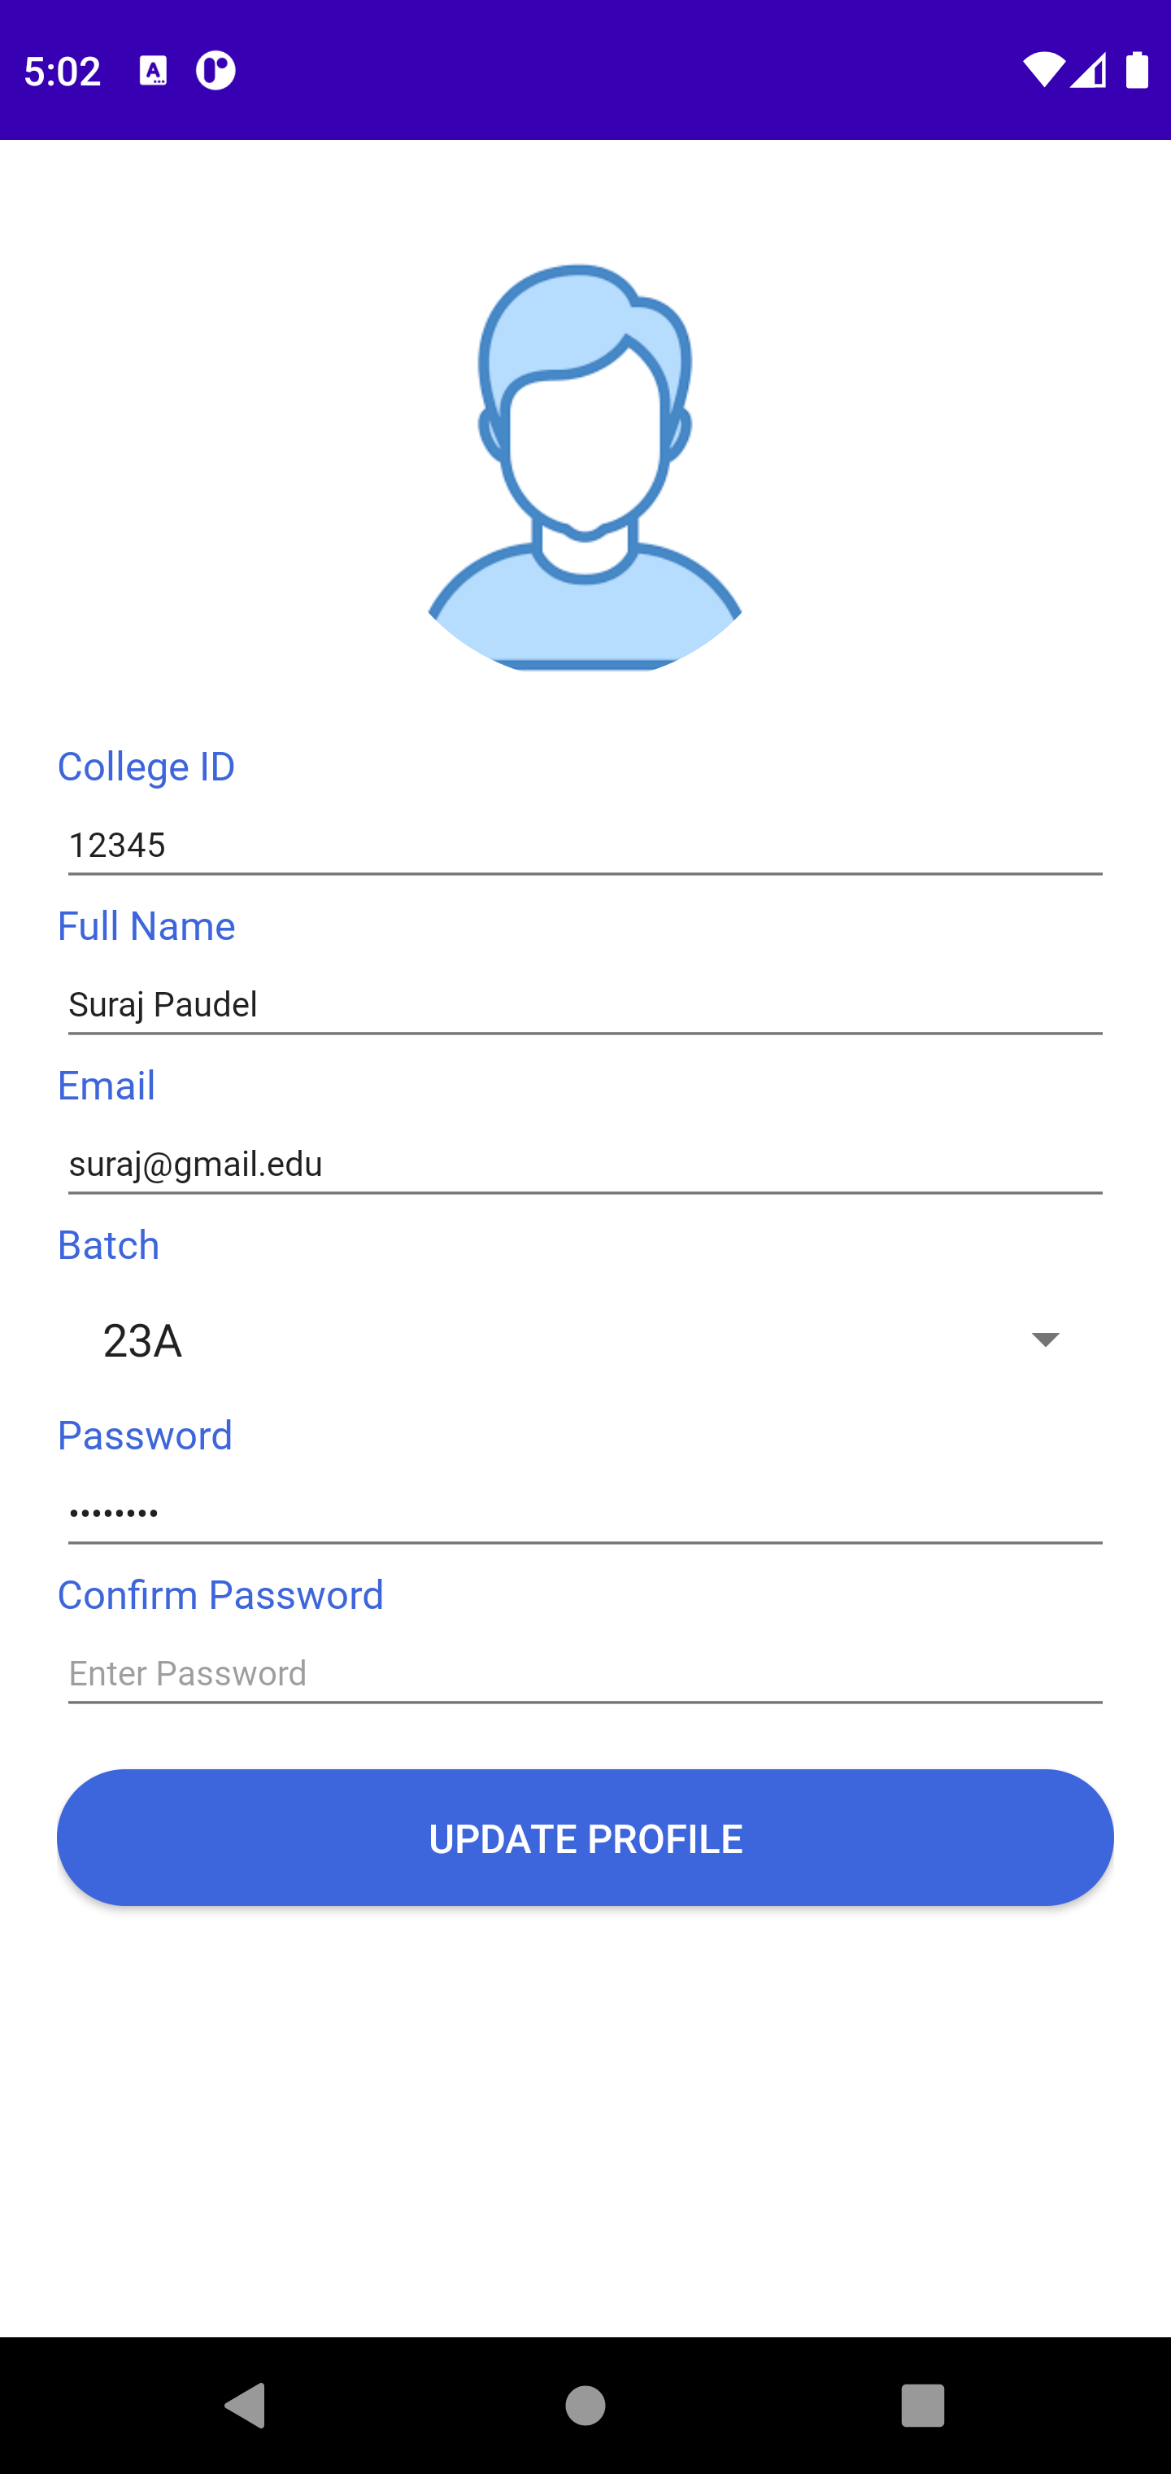 5:02
College ID
12345
Full Name
Suraj Paudel
Email
suraj@gmail.edu
Batch
23A
Password
••••••••
Confirm Password
Enter Password
UPDATE PROFILE